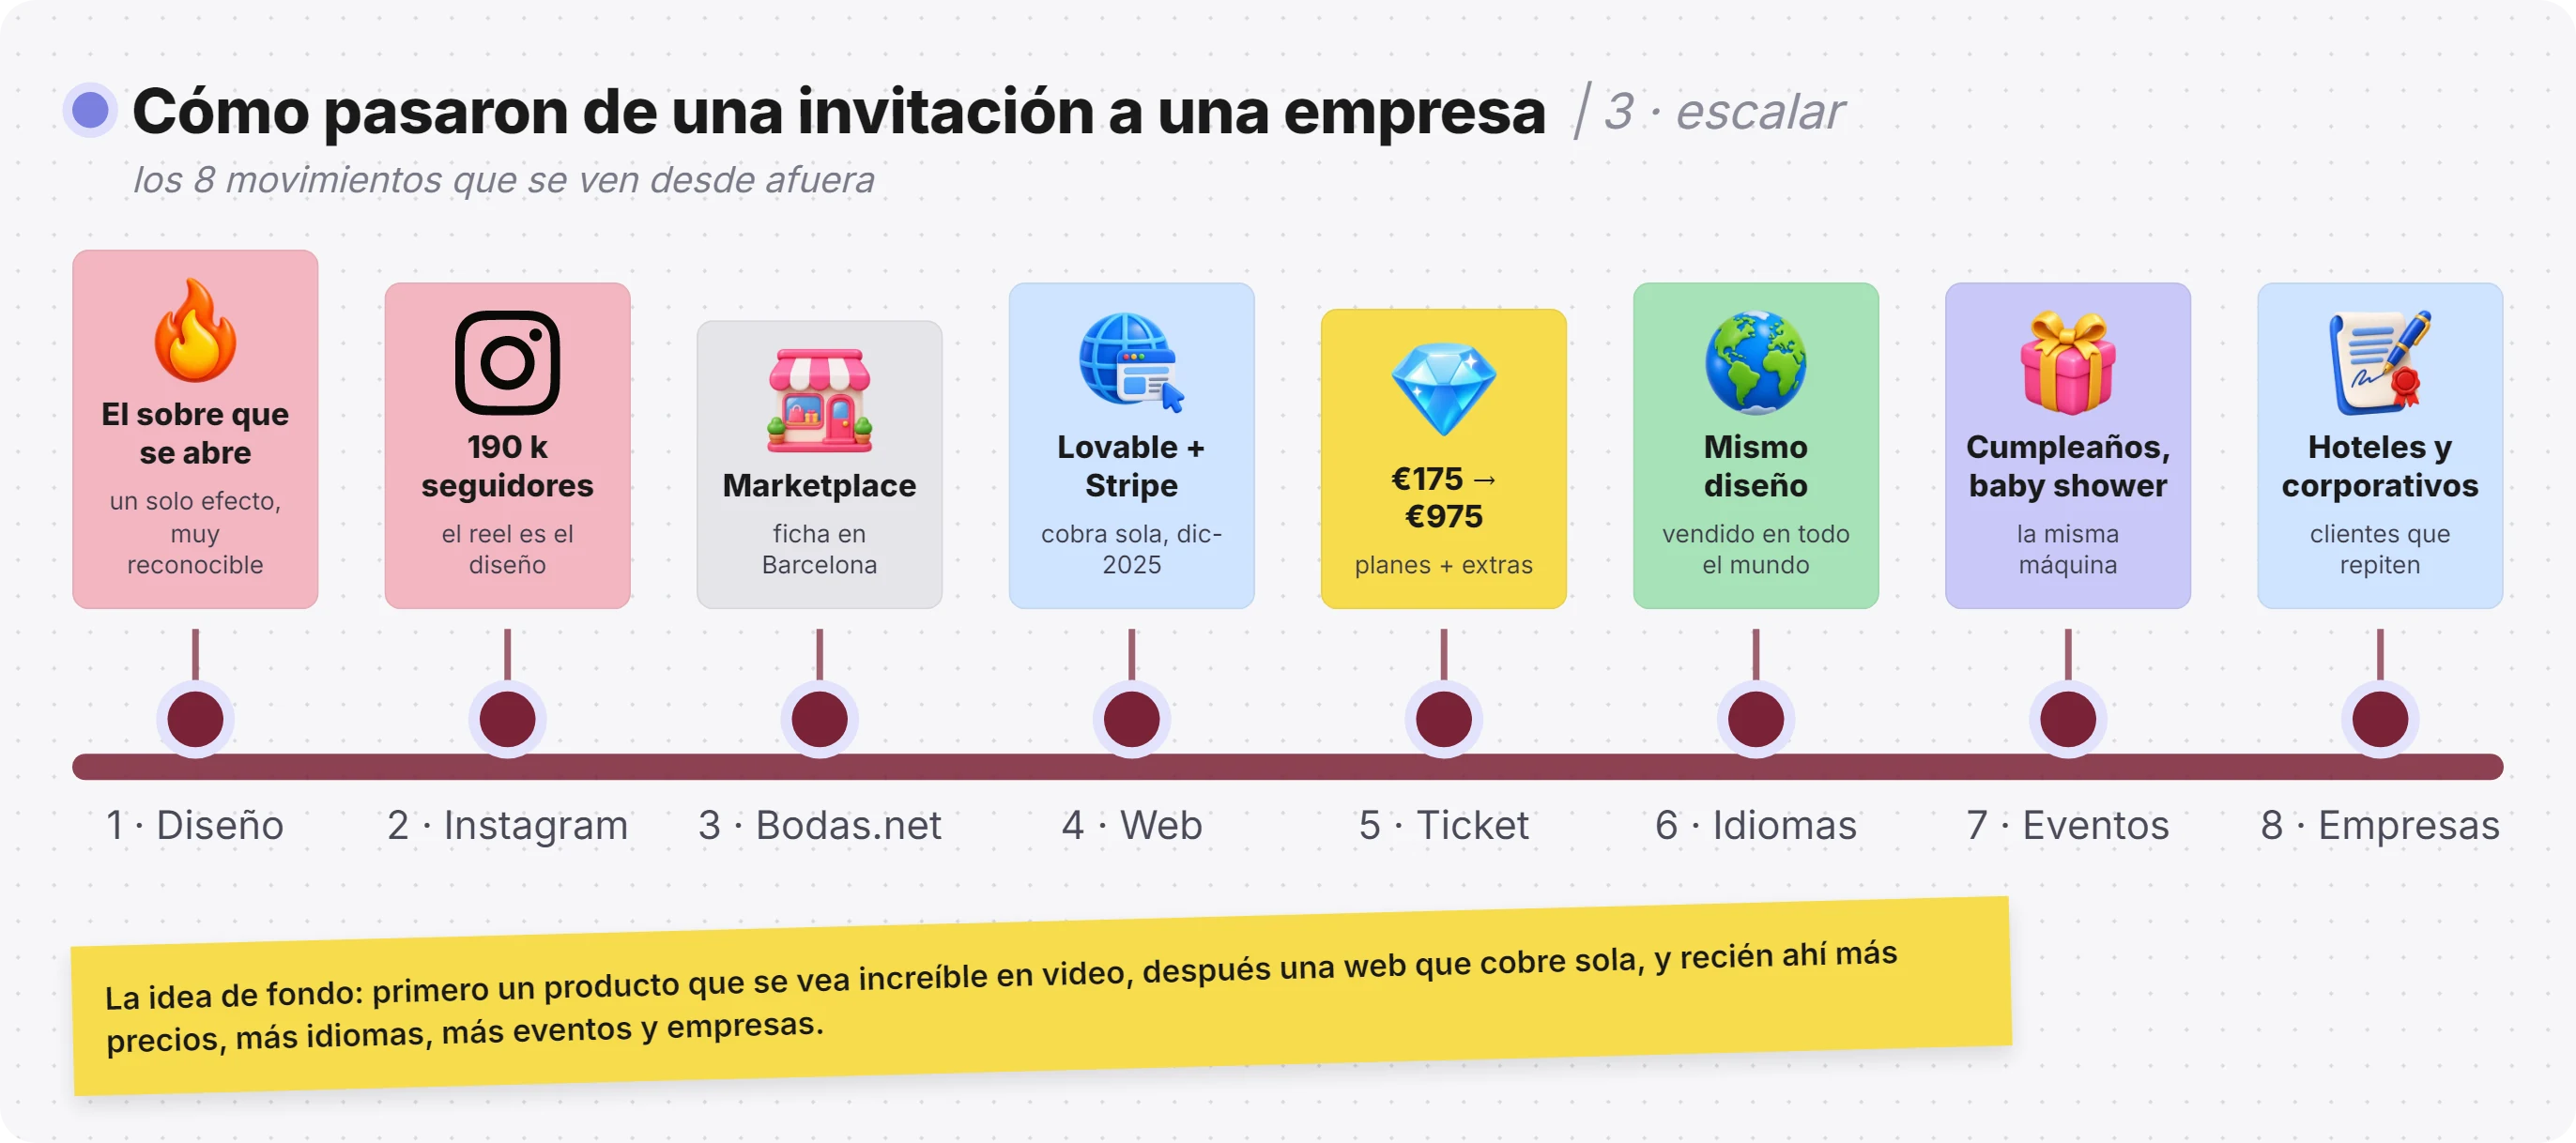 Cómo pasaron de una invitación a una empresa | 3 · escalar
los 8 movimientos que se ven desde afuera
El sobre que
se abre
un solo efecto,
muy
reconocible
190 k
seguidores
el reel es el
diseño
Marketplace
ficha en
Barcelona
Lovable +
Stripe
cobra sola, dic-
2025
€175 →
€975
planes + extras
Mismo
diseño
vendido en todo
el mundo
Cumpleaños,
baby shower
la misma
máquina
Hoteles y
corporativos
clientes que
repiten
1 · Diseño
2 · Instagram
3 · Bodas.net
4 · Web
5 · Ticket
6 · Idiomas
7 · Eventos
8 · Empresas
La idea de fondo: primero un producto que se vea increíble en video, después una web que cobre sola, y recién ahí más
precios, más idiomas, más eventos y empresas.